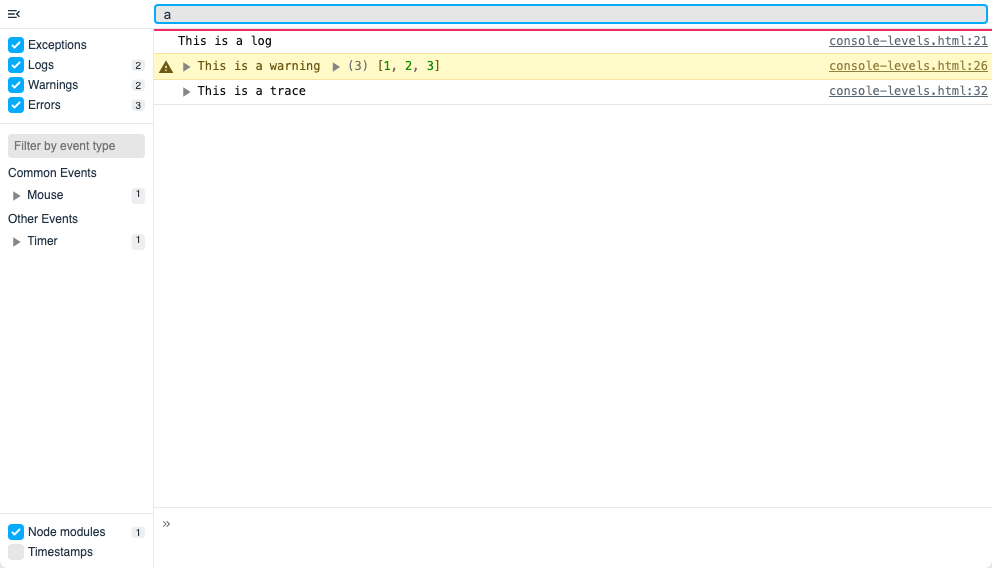 a
Exceptions
Logs 2
Warnings 2
Errors 3
Filter by event type
Common Events
Mouse 1
Other Events
Timer 1
Node modules 1
Timestamps
This is a log console-levels.html:21
This is a warning (3) [1, 2, 3] console-levels.html:26
This is a trace console-levels.html:32
»